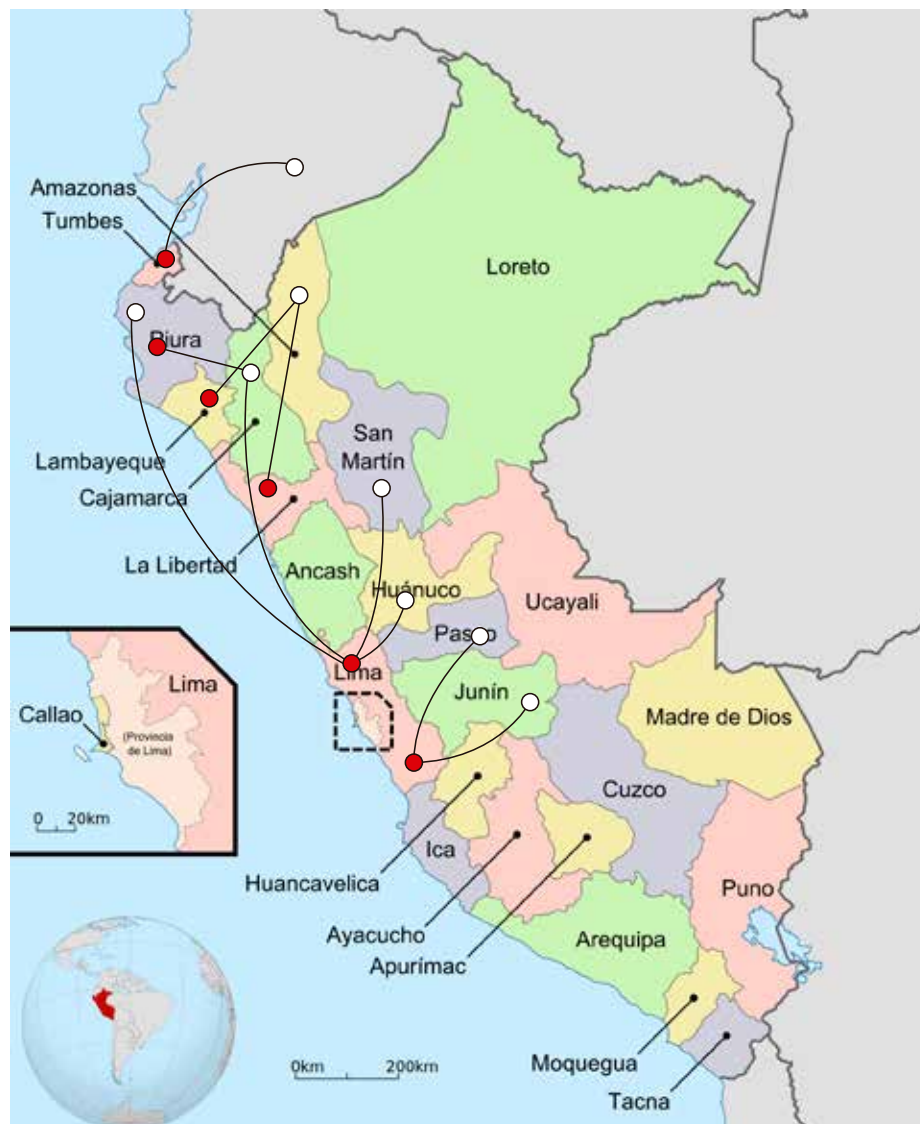 Amazonas
Tumbes
Loreto
Piura
San
Martín
Lambayeque
Cajamarca
La Libertad
Ancash
Huánuco
Ucayali
Pasco
Lima
Junín
Lima
Callao
(Provincia
de Lima)
Madre de Dios
0 20km
Cuzco
Ica
Huancavelica
Puno
Ayacucho
Arequipa
Apurímac
Moquegua
0km 200km
Tacna